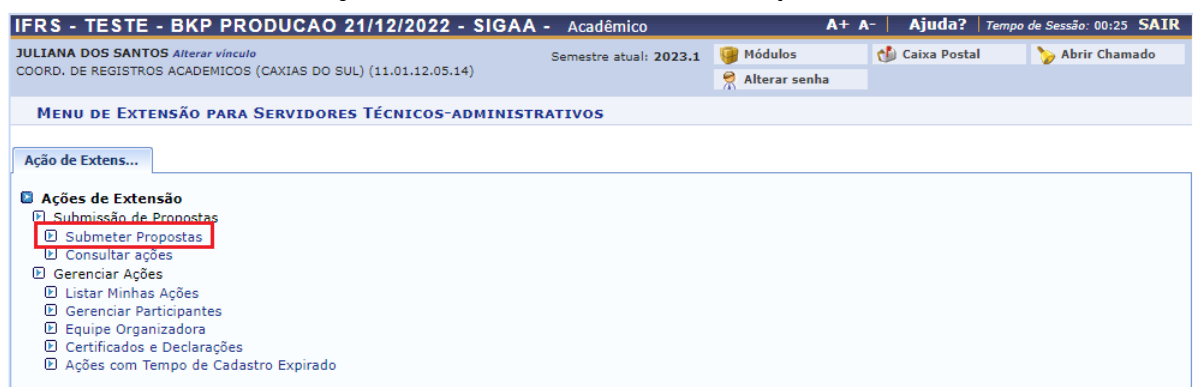 IFRS - TESTE - BKP PRODUCAO 21/12/2022 - SIGAA - Acadêmico A+ A- | Ajuda? | Tempo de Sessão: 00:25 SAIR
JULIANA DOS SANTOS Alterar vínculo Semestre atual: 2023.1 Módulos Caixa Postal Abrir Chamado
COORD. DE REGISTROS ACADEMICOS (CAXIAS DO SUL) (11.01.12.05.14)
Alterar senha
MENU DE EXTENSÃO PARA SERVIDORES TÉCNICOS-ADMINISTRATIVOS
Ação de Extens...
Ações de Extensão
Submissão de Propostas
Submeter Propostas
Consultar ações
Gerenciar Ações
Listar Minhas Ações
Gerenciar Participantes
Equipe Organizadora
Certificados e Declarações
Ações com Tempo de Cadastro Expirado